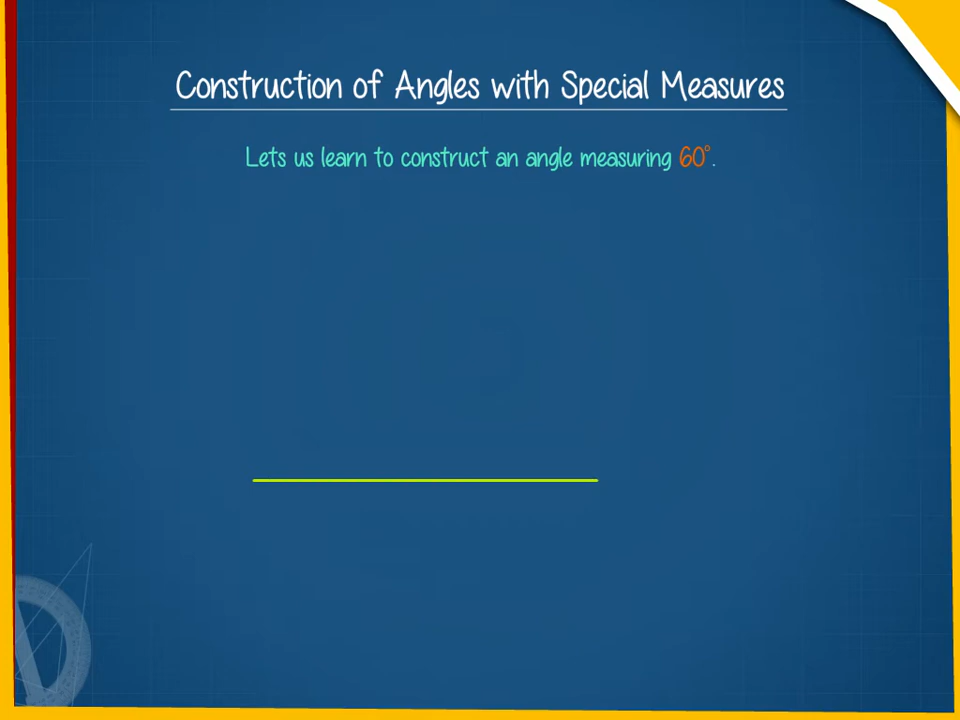 Construction of Angles with Special Measures
Lets us learn to construct an angle measuring 60°.